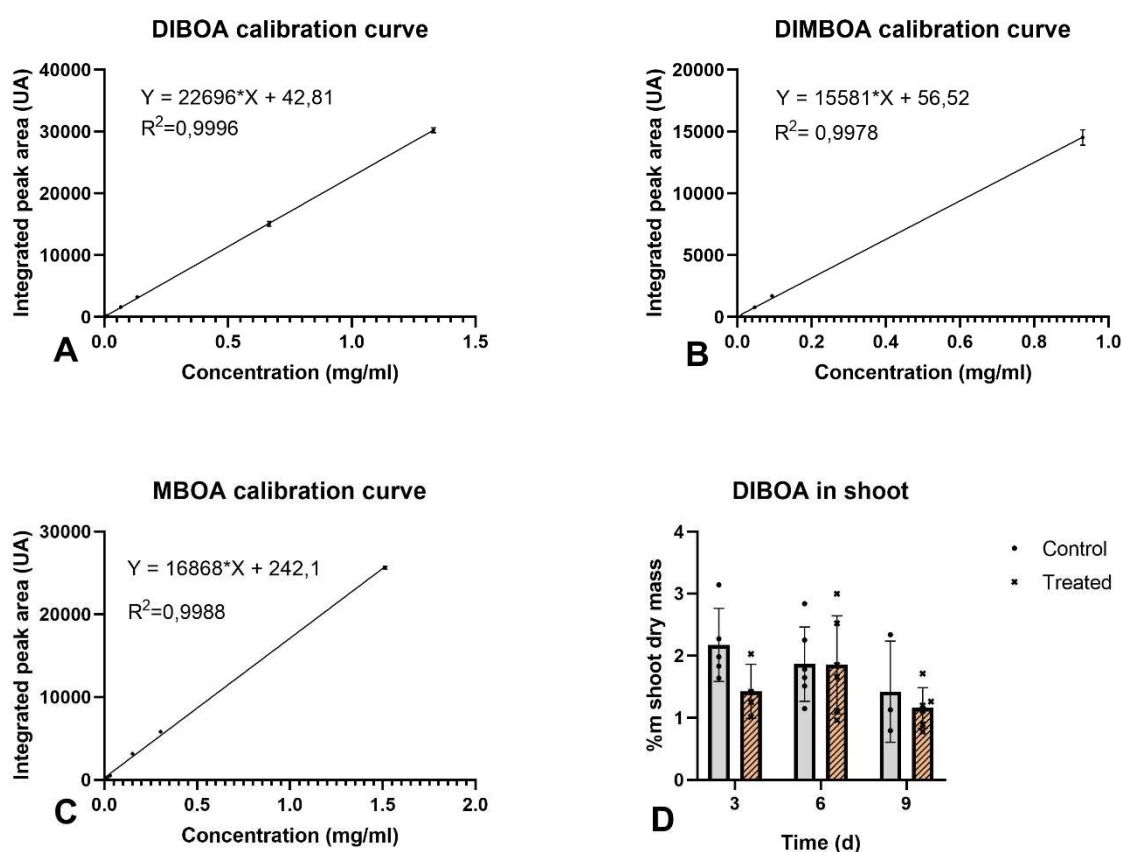 DIBOA calibration curve
Integrated peak area (UA)
40000
30000
20000
10000
0
Y = 22696*X + 42,81
R²=0,9996
0.0 0.5 1.0 1.5
A
Concentration (mg/ml)
DIMBOA calibration curve
Integrated peak area (UA)
20000
15000
10000
5000
0
Y = 15581*X + 56,52
R²= 0,9978
0.0 0.2 0.4 0.6 0.8 1.0
B
Concentration (mg/ml)
MBOA calibration curve
Integrated peak area (UA)
30000
20000
10000
0
Y = 16868*X + 242,1
R²=0,9988
0.0 0.5 1.0 1.5 2.0
C
Concentration (mg/ml)
DIBOA in shoot
%m shoot dry mass
4
3
2
1
0
Control
Treated
3 6 9
D
Time (d)